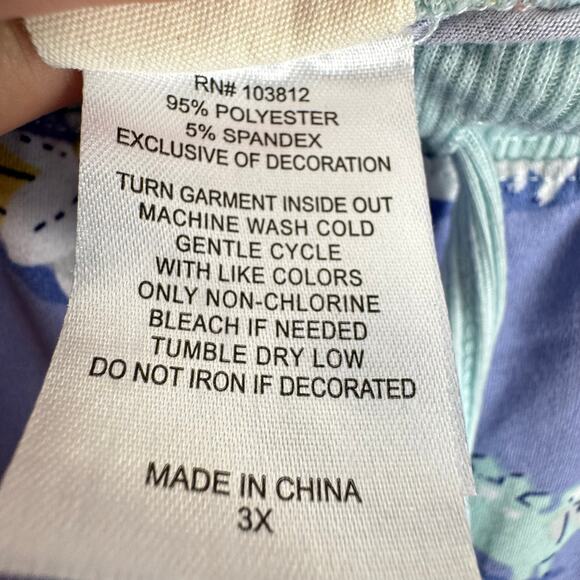 RN# 103812
95% POLYESTER
5% SPANDEX
EXCLUSIVE OF DECORATION
TURN GARMENT INSIDE OUT
MACHINE WASH COLD
GENTLE CYCLE
WITH LIKE COLORS
ONLY NON-CHLORINE
BLEACH IF NEEDED
TUMBLE DRY LOW
DO NOT IRON IF DECORATED
MADE IN CHINA
3X